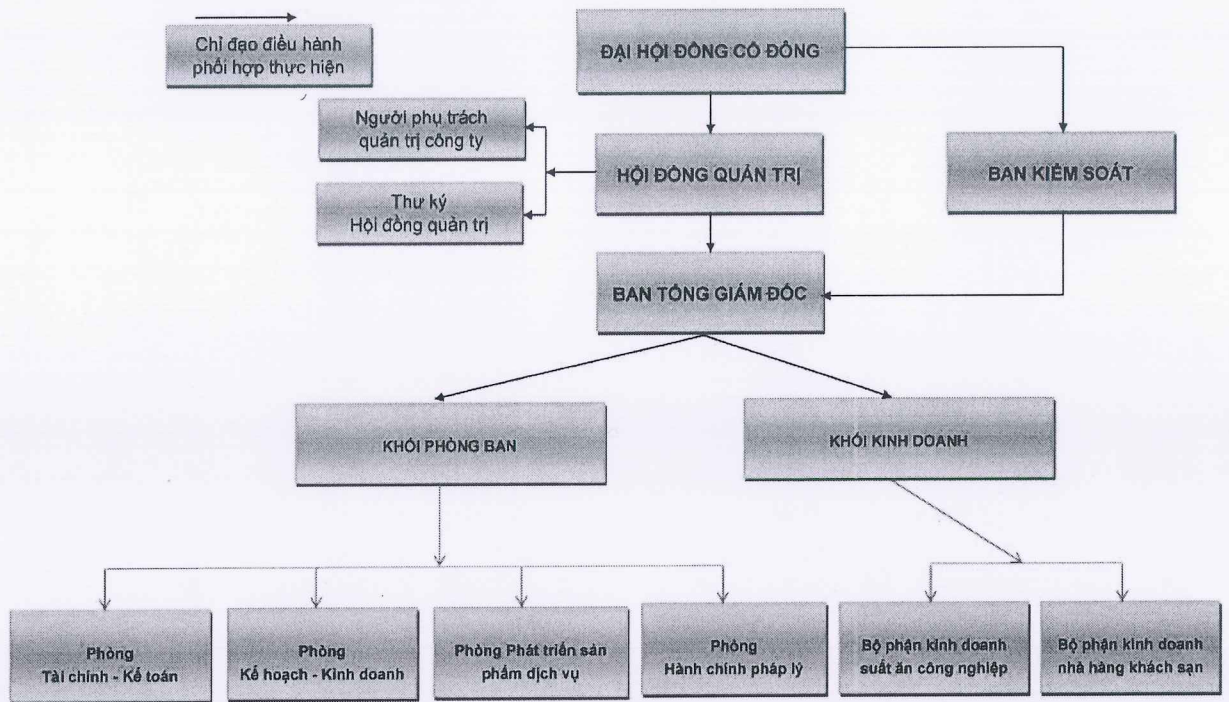 Chỉ đạo điều hành
phối hợp thực hiện
ĐẠI HỘI ĐỒNG CỔ ĐÔNG
Người phụ trách
quản trị công ty
HỘI ĐỒNG QUẢN TRỊ
BAN KIỂM SOÁT
Thư ký
Hội đồng quản trị
BAN TỔNG GIÁM ĐỐC
KHỐI PHÒNG BAN
KHỐI KINH DOANH
Phòng
Tài chính - Kế toán
Phòng
Kế hoạch - Kinh doanh
Phòng Phát triển sản
phẩm dịch vụ
Phòng
Hành chính pháp lý
Bộ phận kinh doanh
suất ăn công nghiệp
Bộ phận kinh doanh
nhà hàng khách sạn